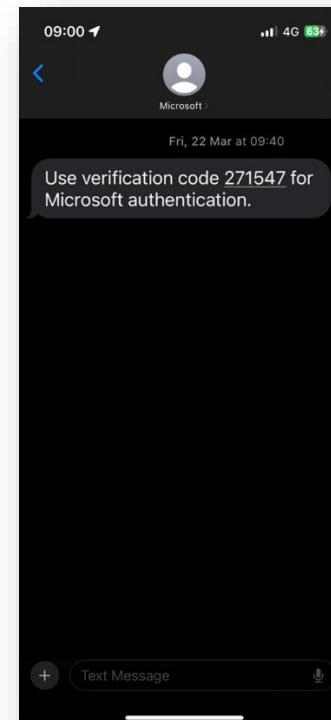 09:00
4G 63
Microsoft
Fri, 22 Mar at 09:40
Use verification code 271547 for
Microsoft authentication.
Text Message